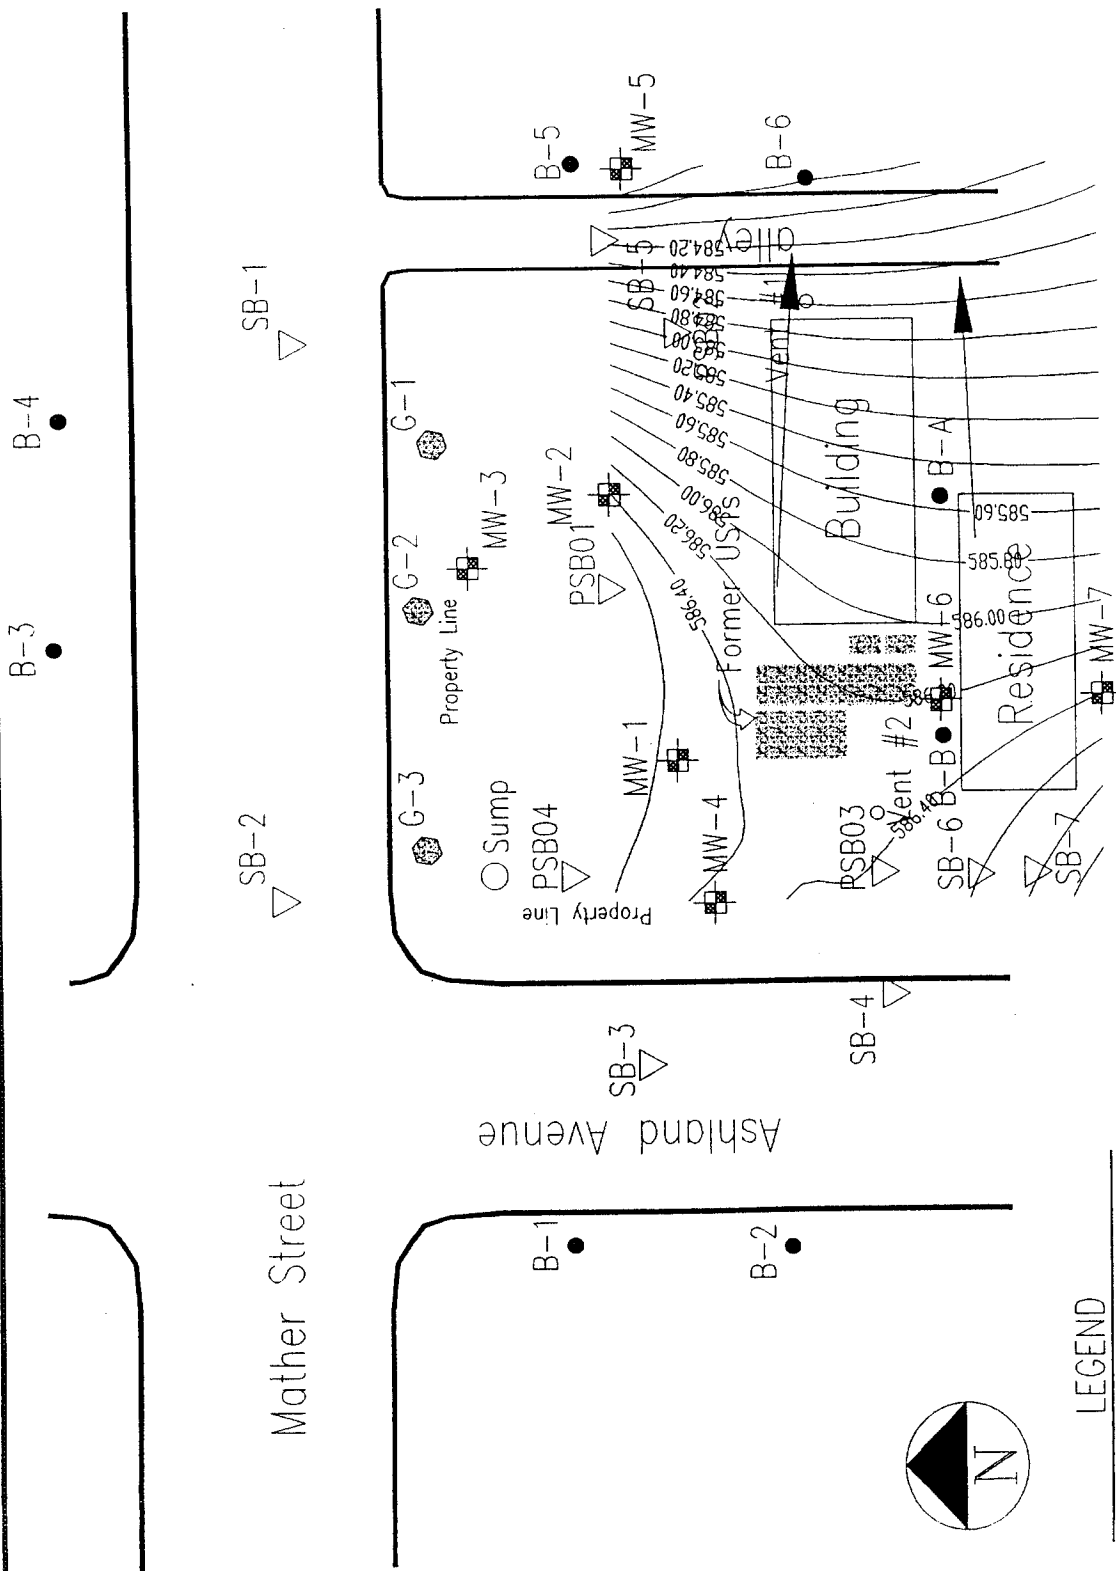 B-4
B-3
SB-1
SB-2
B-5
MW-5
B-6
G-1
G-2
G-3
MW-3
MW-2
PSB01
Property Line
Sump
PSB04
Property Line
MW-1
MW-4
SB-5
alley
584.20
584.40
584.60
584.80
585.20
585.40
585.60
585.80
586.00
586.20
586.40
Vent #1
Former USTs
Building
B-A
585.60
585.80
586.00
Residence
MW-6
MW-7
Vent #2
B-B
586.40
PSB03
SB-6
SB-7
SB-3
SB-4
Ashland Avenue
Mather Street
B-1
B-2
N
LEGEND